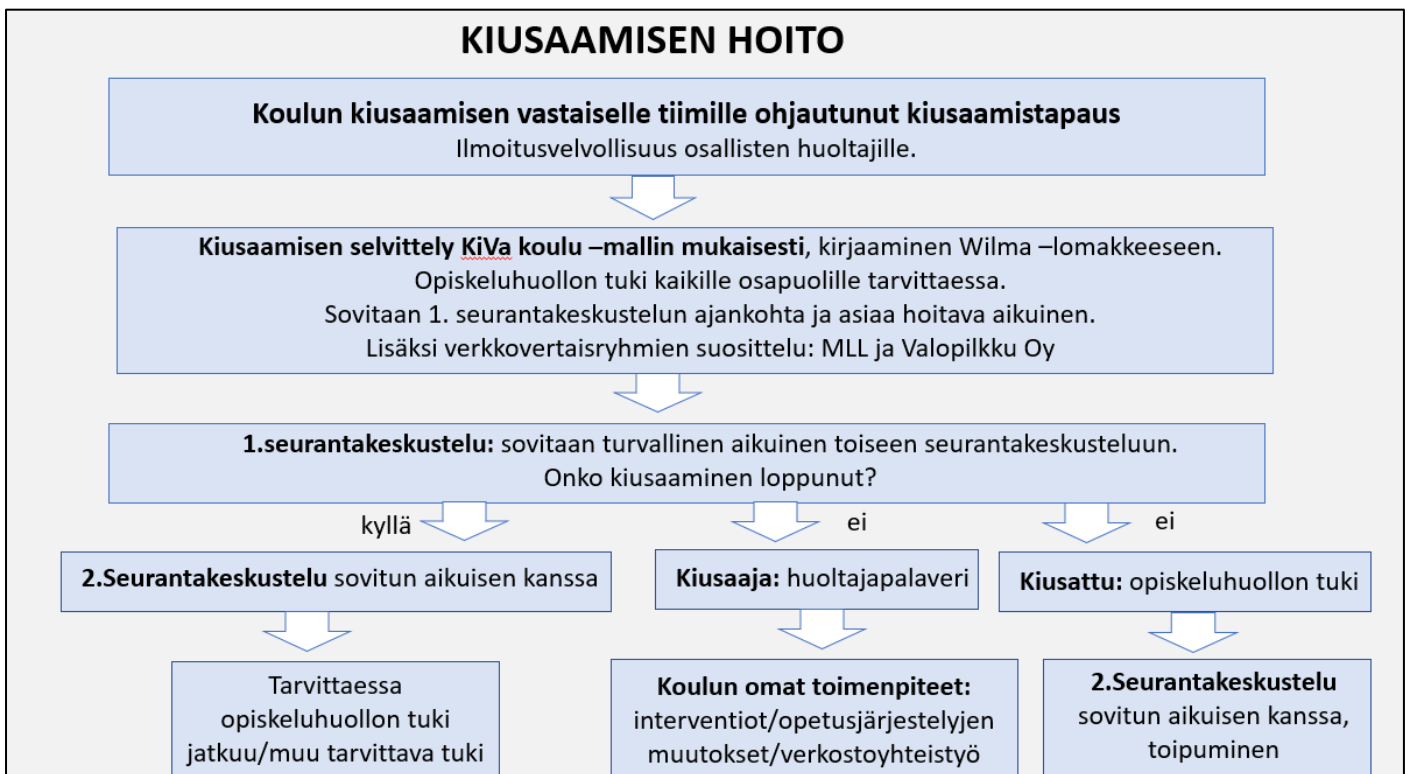 KIUSAAMISEN HOITO
Koulun kiusaamisen vastaiselle tiimille ohjautunut kiusaamistapaus
Ilmoitusvelvollisuus osallisten huoltajille.
Kiusaamisen selvittely KiVa koulu –mallin mukaisesti, kirjaaminen Wilma –lomakkeeseen.
Opiskeluhuollon tuki kaikille osapuolille tarvittaessa.
Sovitaan 1. seurantakeskustelun ajankohta ja asiaa hoitava aikuinen.
Lisäksi verkkovertaisryhmien suosittelu: MLL ja Valopilkku Oy
1.seurantakeskustelu: sovitaan turvallinen aikuinen toiseen seurantakeskusteluun.
Onko kiusaaminen loppunut?
kyllä
ei
ei
2.Seurantakeskustelu sovitun aikuisen kanssa
Kiusaaja: huoltajapalaveri
Kiusattu: opiskeluhuollon tuki
Tarvittaessa
opiskeluhuollon tuki
jatkuu/muu tarvittava tuki
Koulun omat toimenpiteet:
interventiot/opetusjärjestelyjen
muutokset/verkostoyhteistyö
2.Seurantakeskustelu
sovitun aikuisen kanssa,
toipuminen